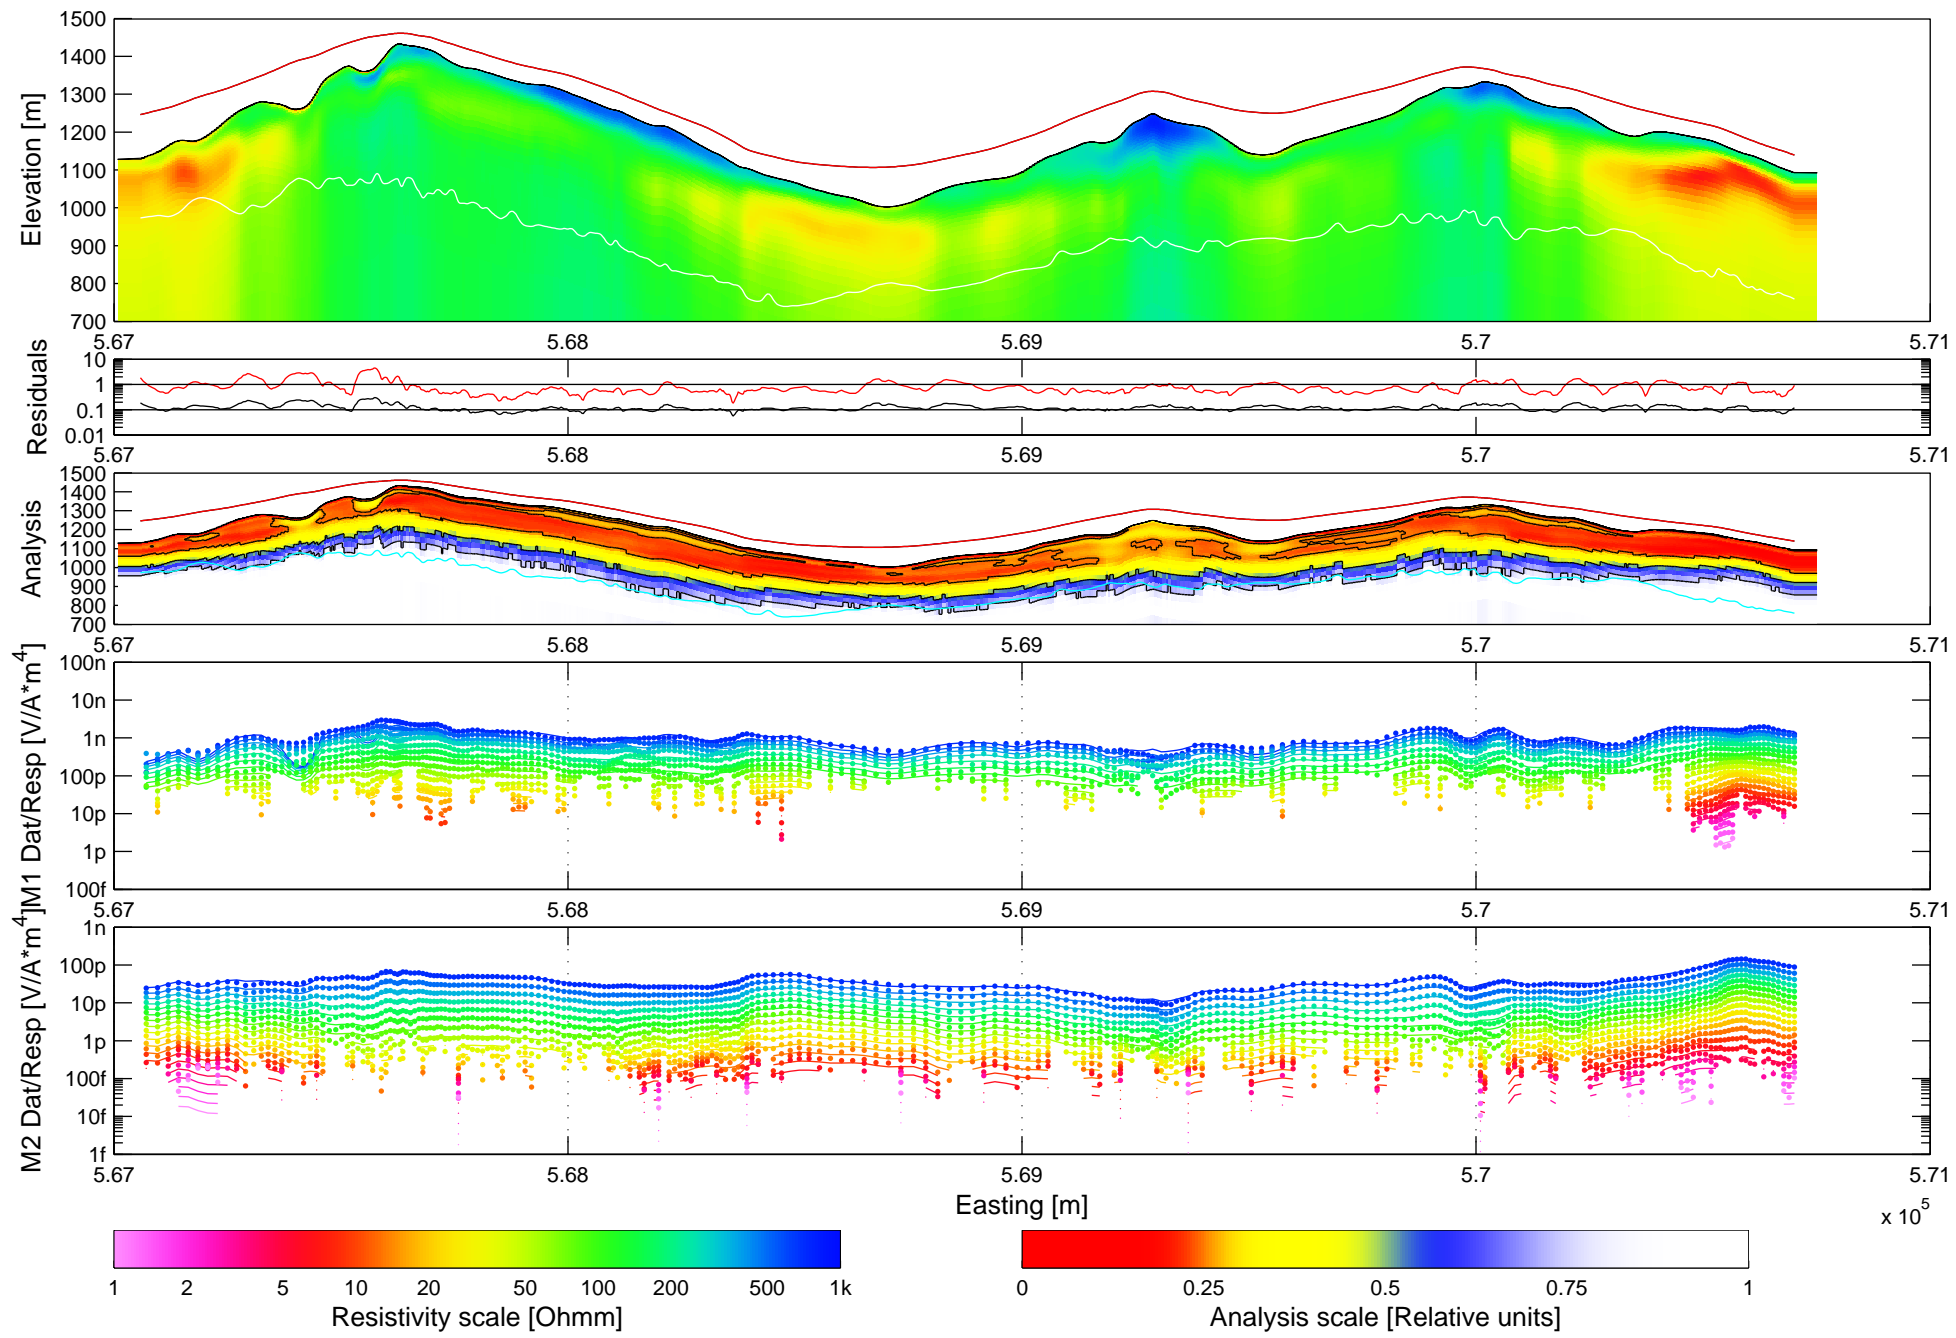 1500
1400
1300
1200
1100
1000
900
800
700
Elevation [m]
5.67 5.68 5.69 5.7 5.71
10
1
0.1
0.01
Residuals
5.67 5.68 5.69 5.7 5.71
1500
1400
1300
1200
1100
1000
900
800
700
Analysis
5.67 5.68 5.69 5.7 5.71
100n
10n
1n
100p
10p
1p
100f
M1 Dat/Resp [V/A*m^4]
5.67 5.68 5.69 5.7 5.71
1n
100p
10p
1p
100f
10f
1f
M2 Dat/Resp [V/A*m^4]
5.67 5.68 5.69 5.7 5.71
Easting [m]
x 10^5
1 2 5 10 20 50 100 200 500 1k
Resistivity scale [Ohmm]
0 0.25 0.5 0.75 1
Analysis scale [Relative units]